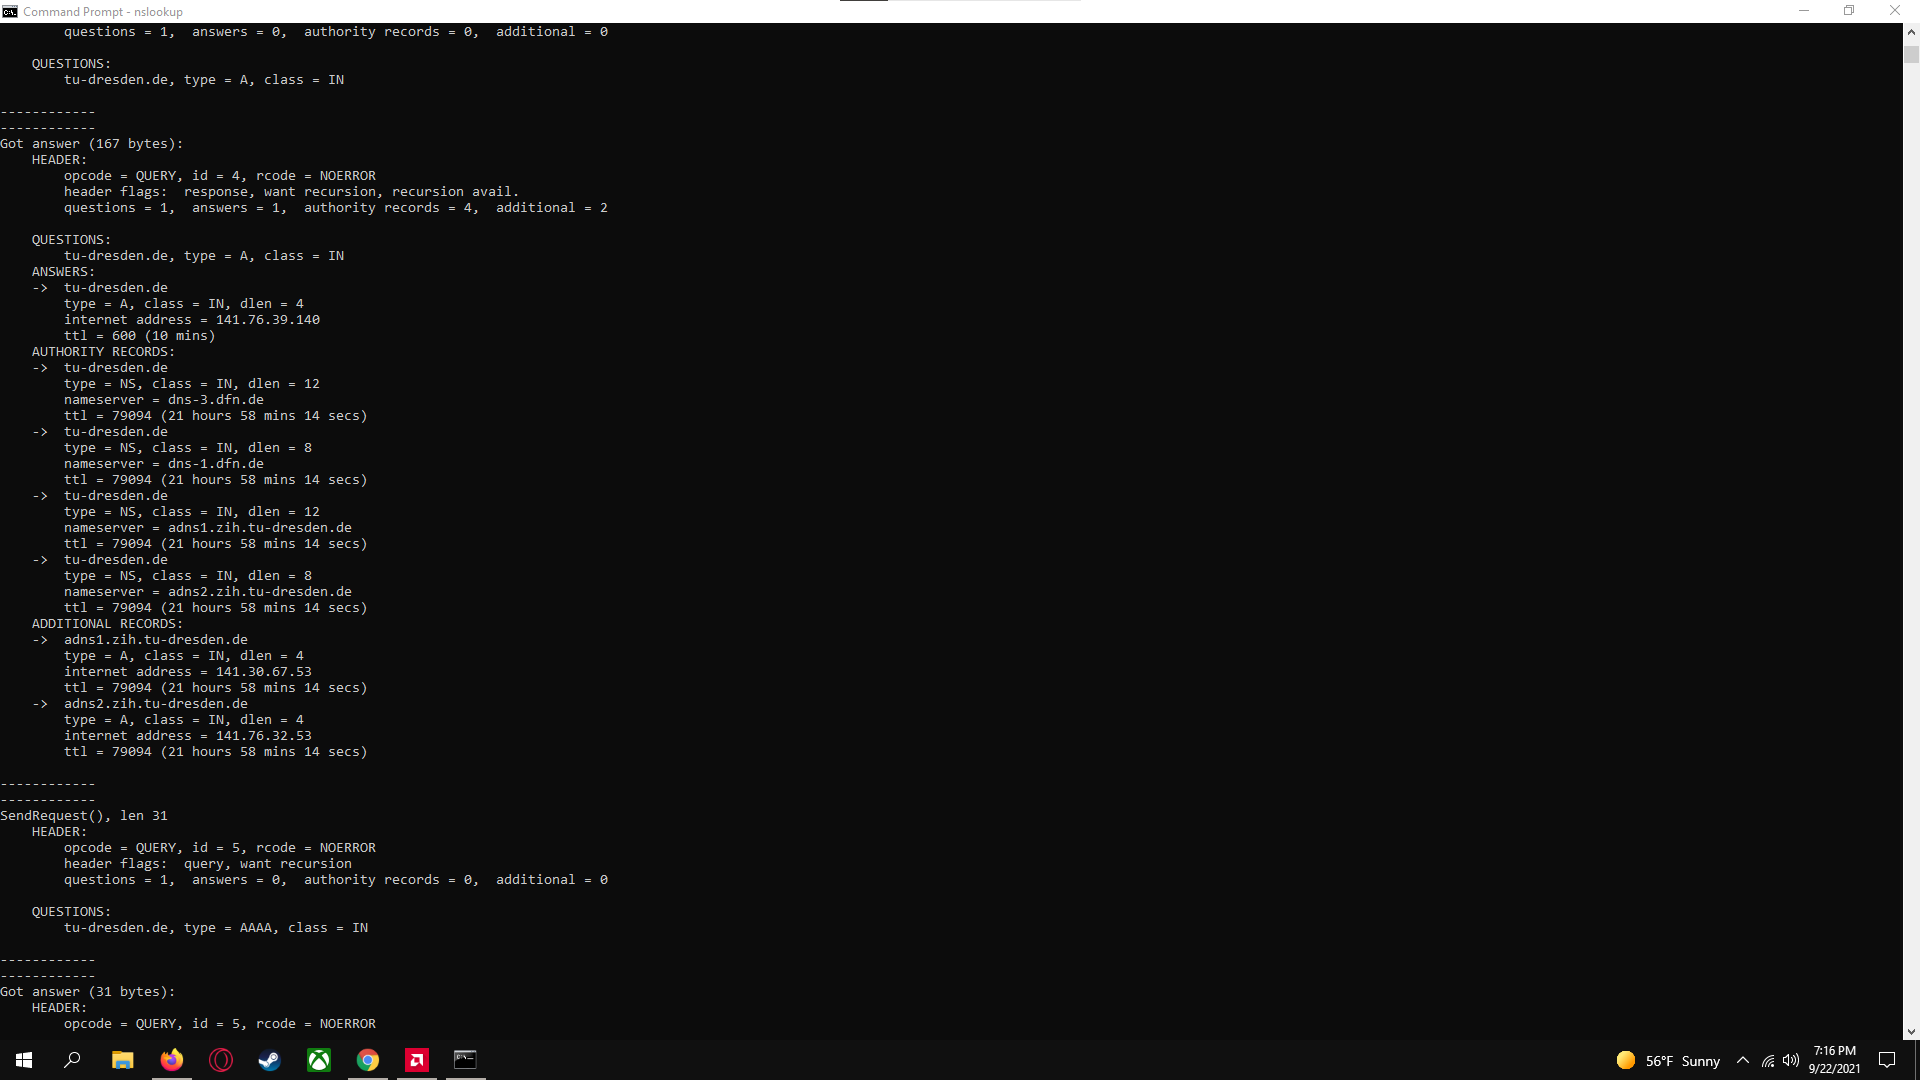 Command Prompt - nslookup
questions = 1,  answers = 0,  authority records = 0,  additional = 0
QUESTIONS:
tu-dresden.de, type = A, class = IN
------------
------------
Got answer (167 bytes):
HEADER:
opcode = QUERY, id = 4, rcode = NOERROR
header flags:  response, want recursion, recursion avail.
questions = 1,  answers = 1,  authority records = 4,  additional = 2
QUESTIONS:
tu-dresden.de, type = A, class = IN
ANSWERS:
->  tu-dresden.de
type = A, class = IN, dlen = 4
internet address = 141.76.39.140
ttl = 600 (10 mins)
AUTHORITY RECORDS:
->  tu-dresden.de
type = NS, class = IN, dlen = 12
nameserver = dns-3.dfn.de
ttl = 79094 (21 hours 58 mins 14 secs)
->  tu-dresden.de
type = NS, class = IN, dlen = 8
nameserver = dns-1.dfn.de
ttl = 79094 (21 hours 58 mins 14 secs)
->  tu-dresden.de
type = NS, class = IN, dlen = 12
nameserver = adns1.zih.tu-dresden.de
ttl = 79094 (21 hours 58 mins 14 secs)
->  tu-dresden.de
type = NS, class = IN, dlen = 8
nameserver = adns2.zih.tu-dresden.de
ttl = 79094 (21 hours 58 mins 14 secs)
ADDITIONAL RECORDS:
->  adns1.zih.tu-dresden.de
type = A, class = IN, dlen = 4
internet address = 141.30.67.53
ttl = 79094 (21 hours 58 mins 14 secs)
->  adns2.zih.tu-dresden.de
type = A, class = IN, dlen = 4
internet address = 141.76.32.53
ttl = 79094 (21 hours 58 mins 14 secs)
------------
------------
SendRequest(), len 31
HEADER:
opcode = QUERY, id = 5, rcode = NOERROR
header flags:  query, want recursion
questions = 1,  answers = 0,  authority records = 0,  additional = 0
QUESTIONS:
tu-dresden.de, type = AAAA, class = IN
------------
------------
Got answer (31 bytes):
HEADER:
opcode = QUERY, id = 5, rcode = NOERROR
56°F Sunny
7:16 PM
9/22/2021